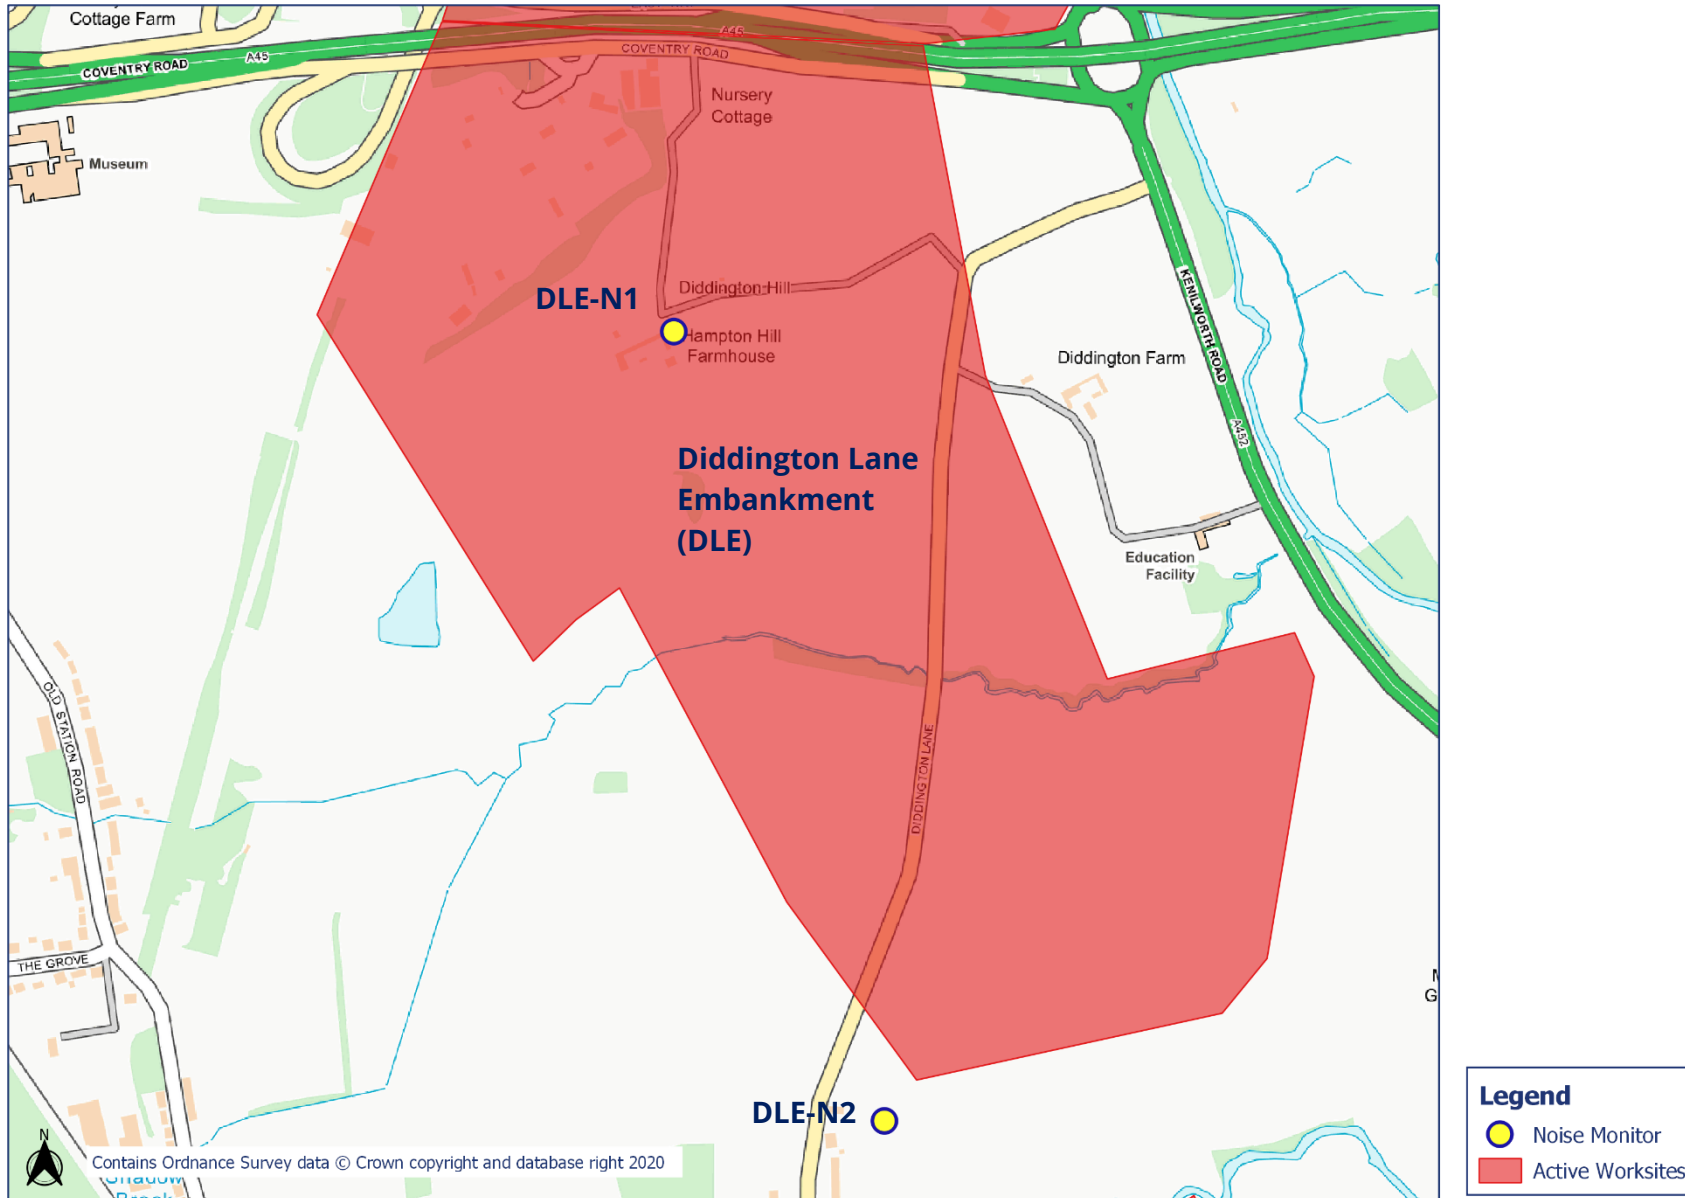 Cottage Farm
A45
COVENTRY ROAD
A45
COVENTRY ROAD
Nursery
Cottage
Museum
DLE-N1
Diddington Hill
Hampton Hill
Farmhouse
KENILWORTH ROAD
Diddington Farm
A452
Diddington Lane
Embankment
(DLE)
Education
Facility
OLD STATION ROAD
DIDDINGTON LANE
THE GROVE
DLE-N2
N
Contains Ordnance Survey data © Crown copyright and database right 2020
Shadow
Brook
Legend
Noise Monitor
Active Worksites